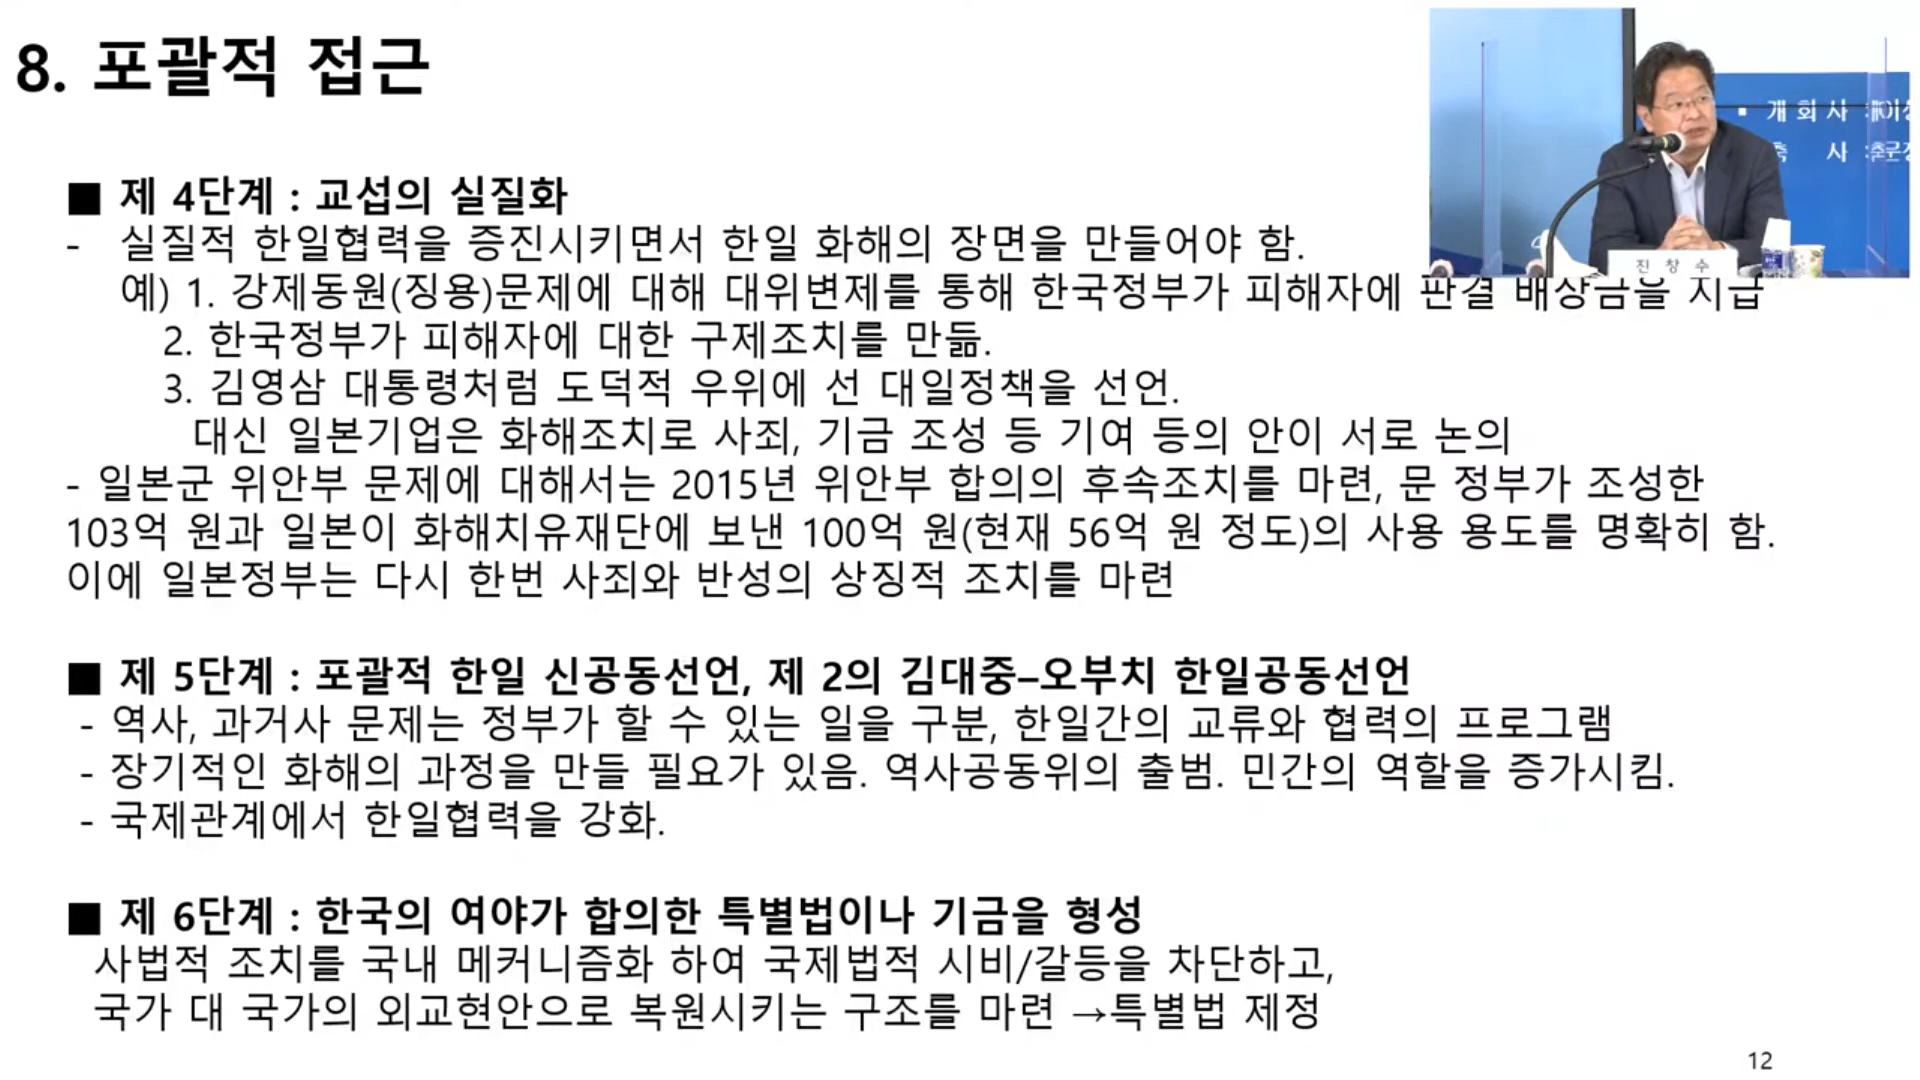 8. 포괄적 접근
개 회 사
사
진 창 수
■ 제 4단계 : 교섭의 실질화
- 실질적 한일협력을 증진시키면서 한일 화해의 장면을 만들어야 함.
예) 1. 강제동원(징용)문제에 대해 대위변제를 통해 한국정부가 피해자에 판결 배상금을 지급
2. 한국정부가 피해자에 대한 구제조치를 만듦.
3. 김영삼 대통령처럼 도덕적 우위에 선 대일정책을 선언.
대신 일본기업은 화해조치로 사죄, 기금 조성 등 기여 등의 안이 서로 논의
- 일본군 위안부 문제에 대해서는 2015년 위안부 합의의 후속조치를 마련, 문 정부가 조성한
103억 원과 일본이 화해치유재단에 보낸 100억 원(현재 56억 원 정도)의 사용 용도를 명확히 함.
이에 일본정부는 다시 한번 사죄와 반성의 상징적 조치를 마련
■ 제 5단계 : 포괄적 한일 신공동선언, 제 2의 김대중–오부치 한일공동선언
- 역사, 과거사 문제는 정부가 할 수 있는 일을 구분, 한일간의 교류와 협력의 프로그램
- 장기적인 화해의 과정을 만들 필요가 있음. 역사공동위의 출범. 민간의 역할을 증가시킴.
- 국제관계에서 한일협력을 강화.
■ 제 6단계 : 한국의 여야가 합의한 특별법이나 기금을 형성
사법적 조치를 국내 메커니즘화 하여 국제법적 시비/갈등을 차단하고,
국가 대 국가의 외교현안으로 복원시키는 구조를 마련 →특별법 제정
12